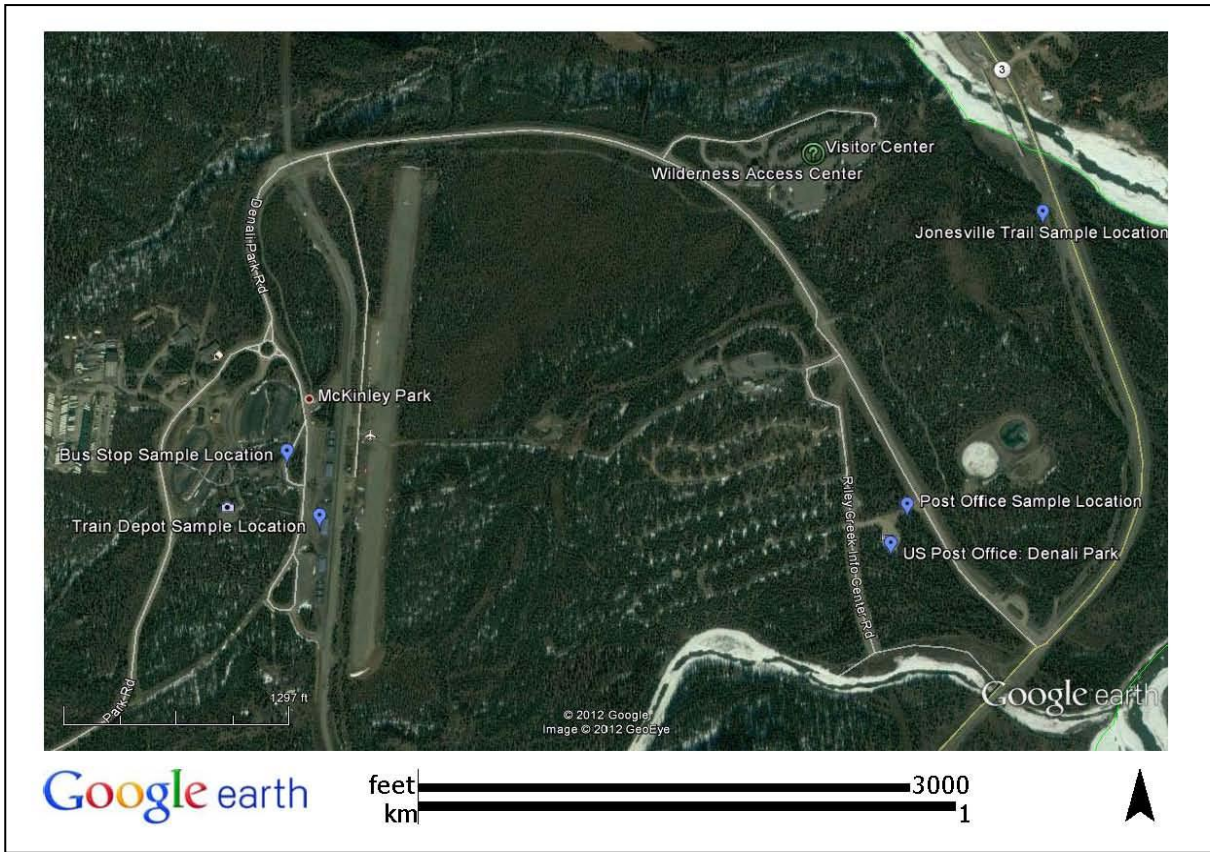 3
Visitor Center
Wilderness Access Center
Jonesville Trail Sample Location
Denali Park Rd
McKinley Park
Bus Stop Sample Location
Train Depot Sample Location
Post Office Sample Location
US Post Office: Denali Park
Riley Creek Info Center Rd
Park Rd
1297 ft
© 2012 Google
Image © 2012 GeoEye
Google earth
Google earth
feet 3000
km 1